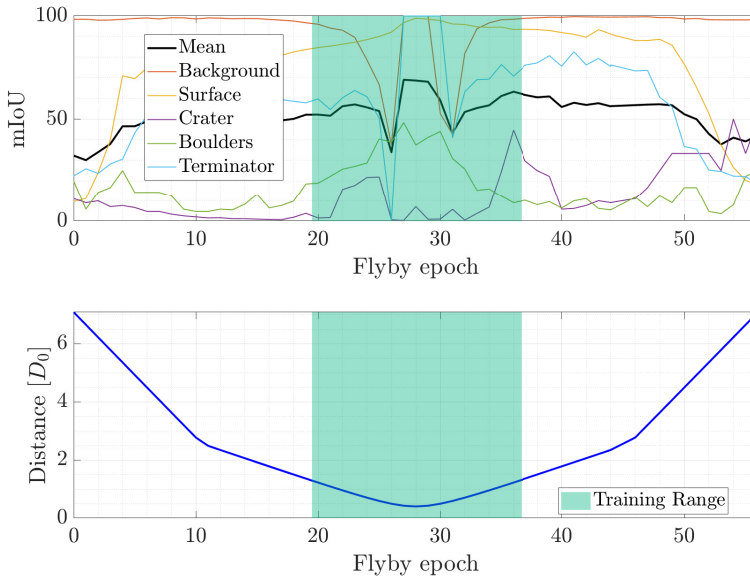 100
50
0
mIoU
Mean
Background
Surface
Crater
Boulders
Terminator
0 10 20 30 40 50
Flyby epoch
6
4
2
0
Distance [D0]
Training Range
0 10 20 30 40 50
Flyby epoch